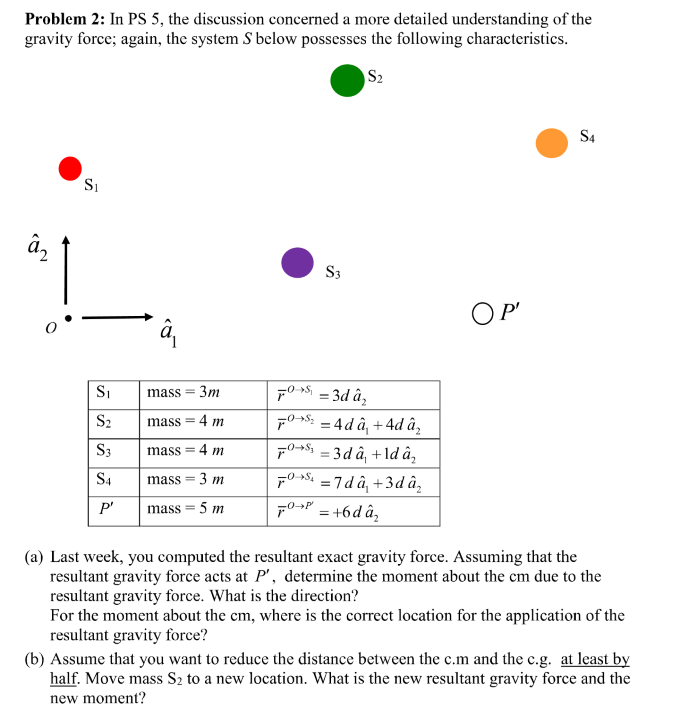 Problem 2: In PS 5, the discussion concerned a more detailed understanding of the
gravity force; again, the system S below possesses the following characteristics.
S₂
S₄
S₁
â₂
S₃
O
â₁
P′
S₁ mass = 3m r̄^{O→S₁} = 3d â₂
S₂ mass = 4 m r̄^{O→S₂} = 4d â₁ + 4d â₂
S₃ mass = 4 m r̄^{O→S₃} = 3d â₁ + 1d â₂
S₄ mass = 3 m r̄^{O→S₄} = 7d â₁ + 3d â₂
P′ mass = 5 m r̄^{O→P′} = +6d â₂
(a) Last week, you computed the resultant exact gravity force. Assuming that the
resultant gravity force acts at P′, determine the moment about the cm due to the
resultant gravity force. What is the direction?
For the moment about the cm, where is the correct location for the application of the
resultant gravity force?
(b) Assume that you want to reduce the distance between the c.m and the c.g. at least by
half. Move mass S₂ to a new location. What is the new resultant gravity force and the
new moment?